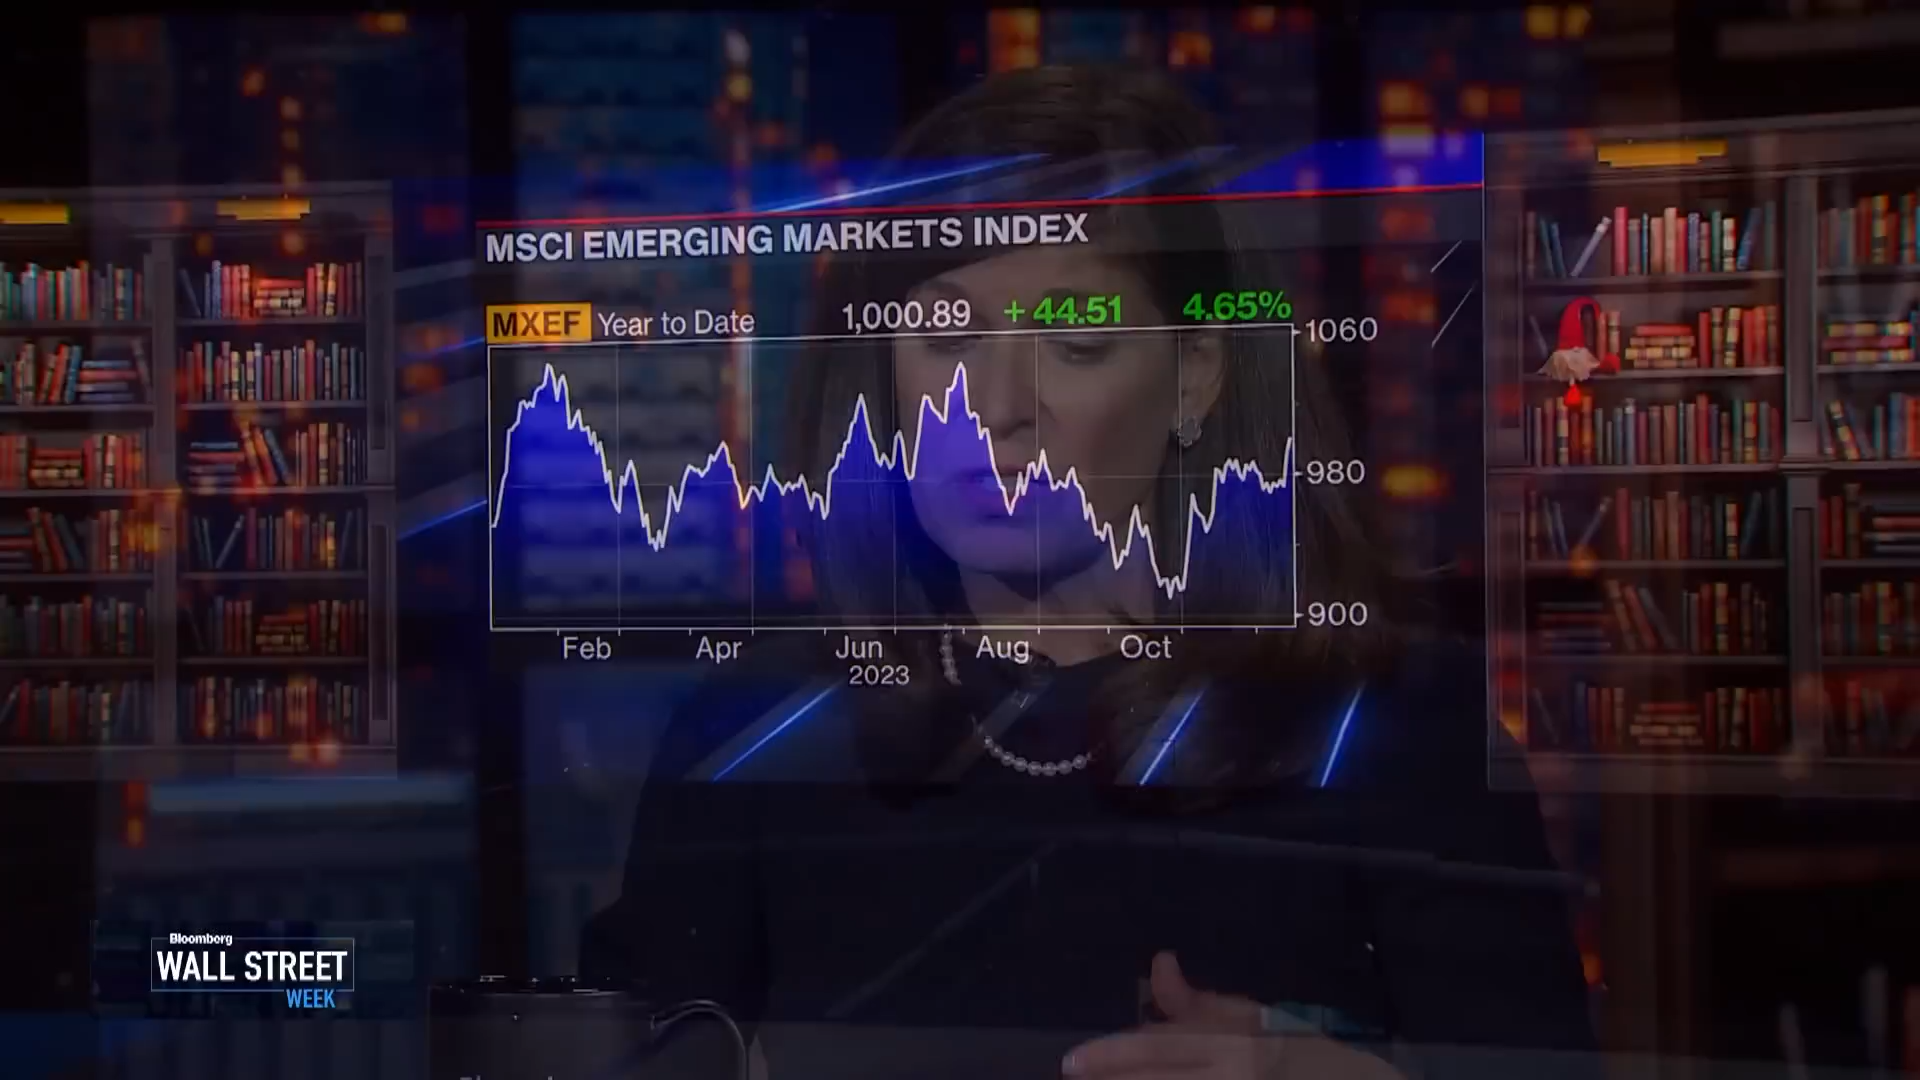 MSCI EMERGING MARKETS INDEX
MXEF Year to Date 1,000.89 +44.51 4.65%
1060
980
900
Feb Apr Jun Aug Oct
2023
Bloomberg
WALL STREET
WEEK